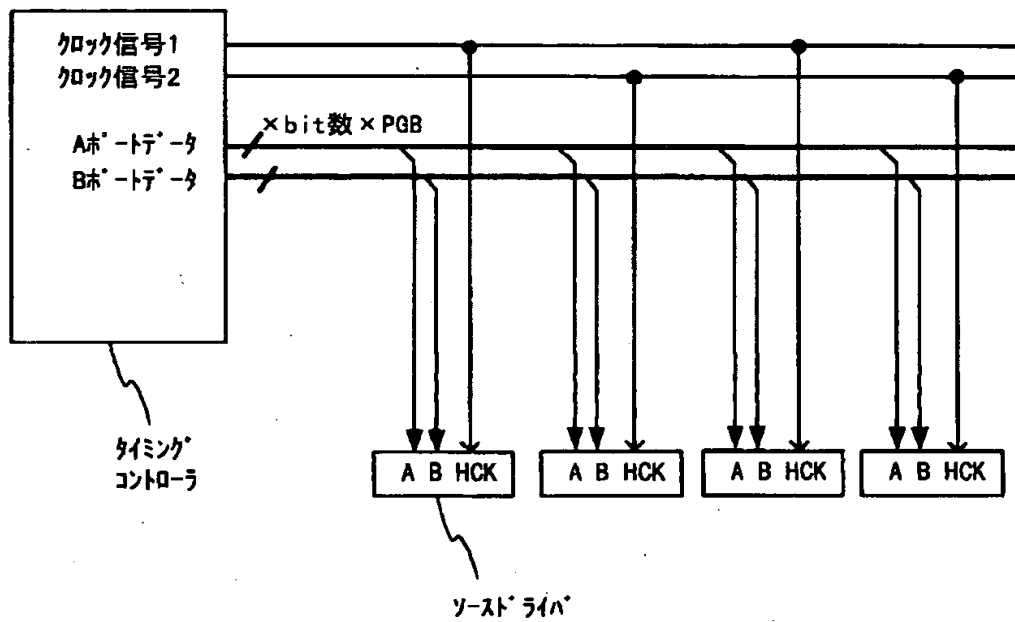 クロック信号1
クロック信号2
×bit数×PGB
Aポートデータ
Bポートデータ
タイミング
コントローラ
A B HCK
A B HCK
A B HCK
A B HCK
ソースドライバ